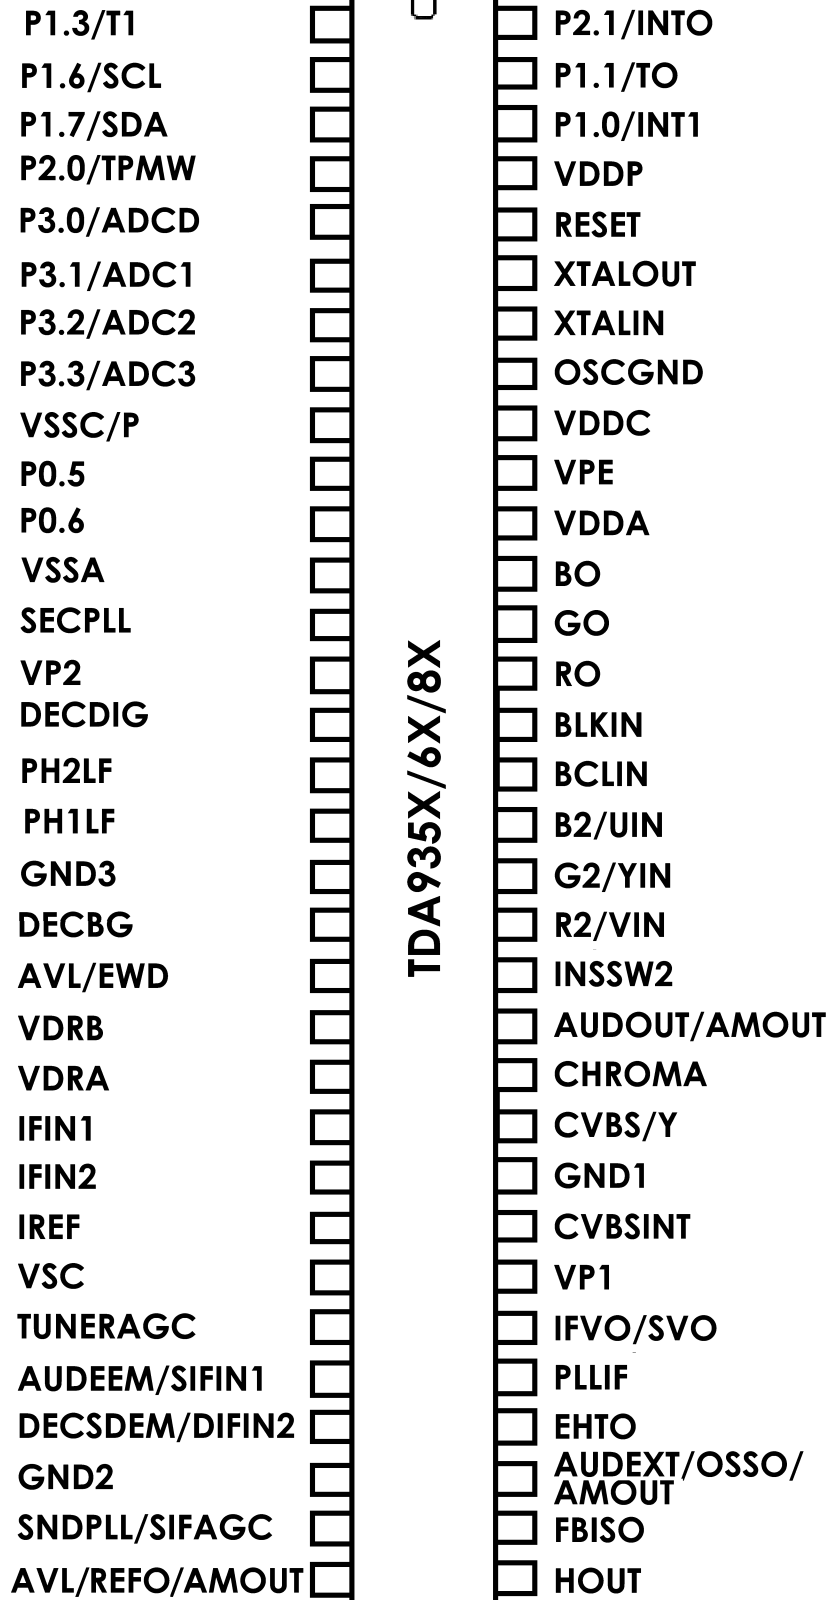 P1.3/T1
P1.6/SCL
P1.7/SDA
P2.0/TPMW
P3.0/ADCD
P3.1/ADC1
P3.2/ADC2
P3.3/ADC3
VSSC/P
P0.5
P0.6
VSSA
SECPLL
VP2
DECDIG
PH2LF
PH1LF
GND3
DECBG
AVL/EWD
VDRB
VDRA
IFIN1
IFIN2
IREF
VSC
TUNERAGC
AUDEEM/SIFIN1
DECSDEM/DIFIN2
GND2
SNDPLL/SIFAGC
AVL/REFO/AMOUT
TDA935X/6X/8X
P2.1/INTO
P1.1/TO
P1.0/INT1
VDDP
RESET
XTALOUT
XTALIN
OSCGND
VDDC
VPE
VDDA
BO
GO
RO
BLKIN
BCLIN
B2/UIN
G2/YIN
R2/VIN
INSSW2
AUDOUT/AMOUT
CHROMA
CVBS/Y
GND1
CVBSINT
VP1
IFVO/SVO
PLLIF
EHTO
AUDEXT/OSSO/
AMOUT
FBISO
HOUT